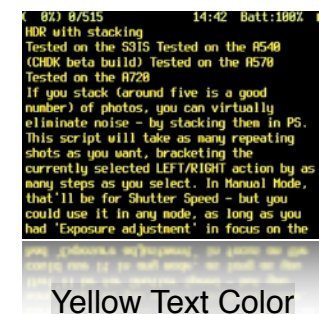 ( 0%) 0/515 14:42 Batt:100%
HDR with stacking
Tested on the S3IS Tested on the A540
(CHDK beta build) Tested on the A570
Tested on the A720
If you stack (around five is a good
number) of photos, you can virtually
eliminate noise - by stacking them in PS.
This script will take as many repeating
shots as you want, bracketing the
currently selected LEFT/RIGHT action by as
many steps as you select. In Manual Mode,
that'll be for Shutter Speed - but you
could use it in any mode, as long as you
had 'Exposure adjustment' in focus on the
Yellow Text Color